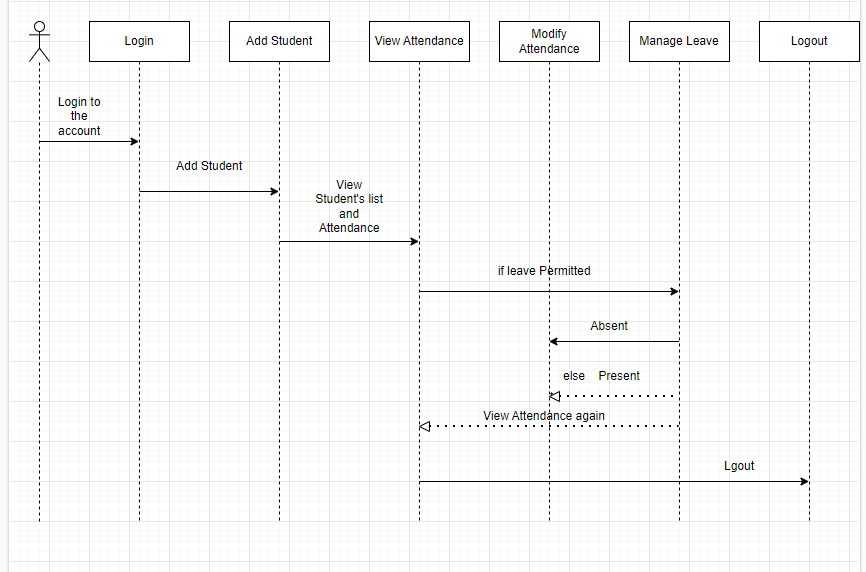 Login
Add Student
View Attendance
Modify
Attendance
Manage Leave
Logout
Login to
the
account
Add Student
View
Student's list
and
Attendance
if leave Permitted
Absent
else Present
View Attendance again
Lgout